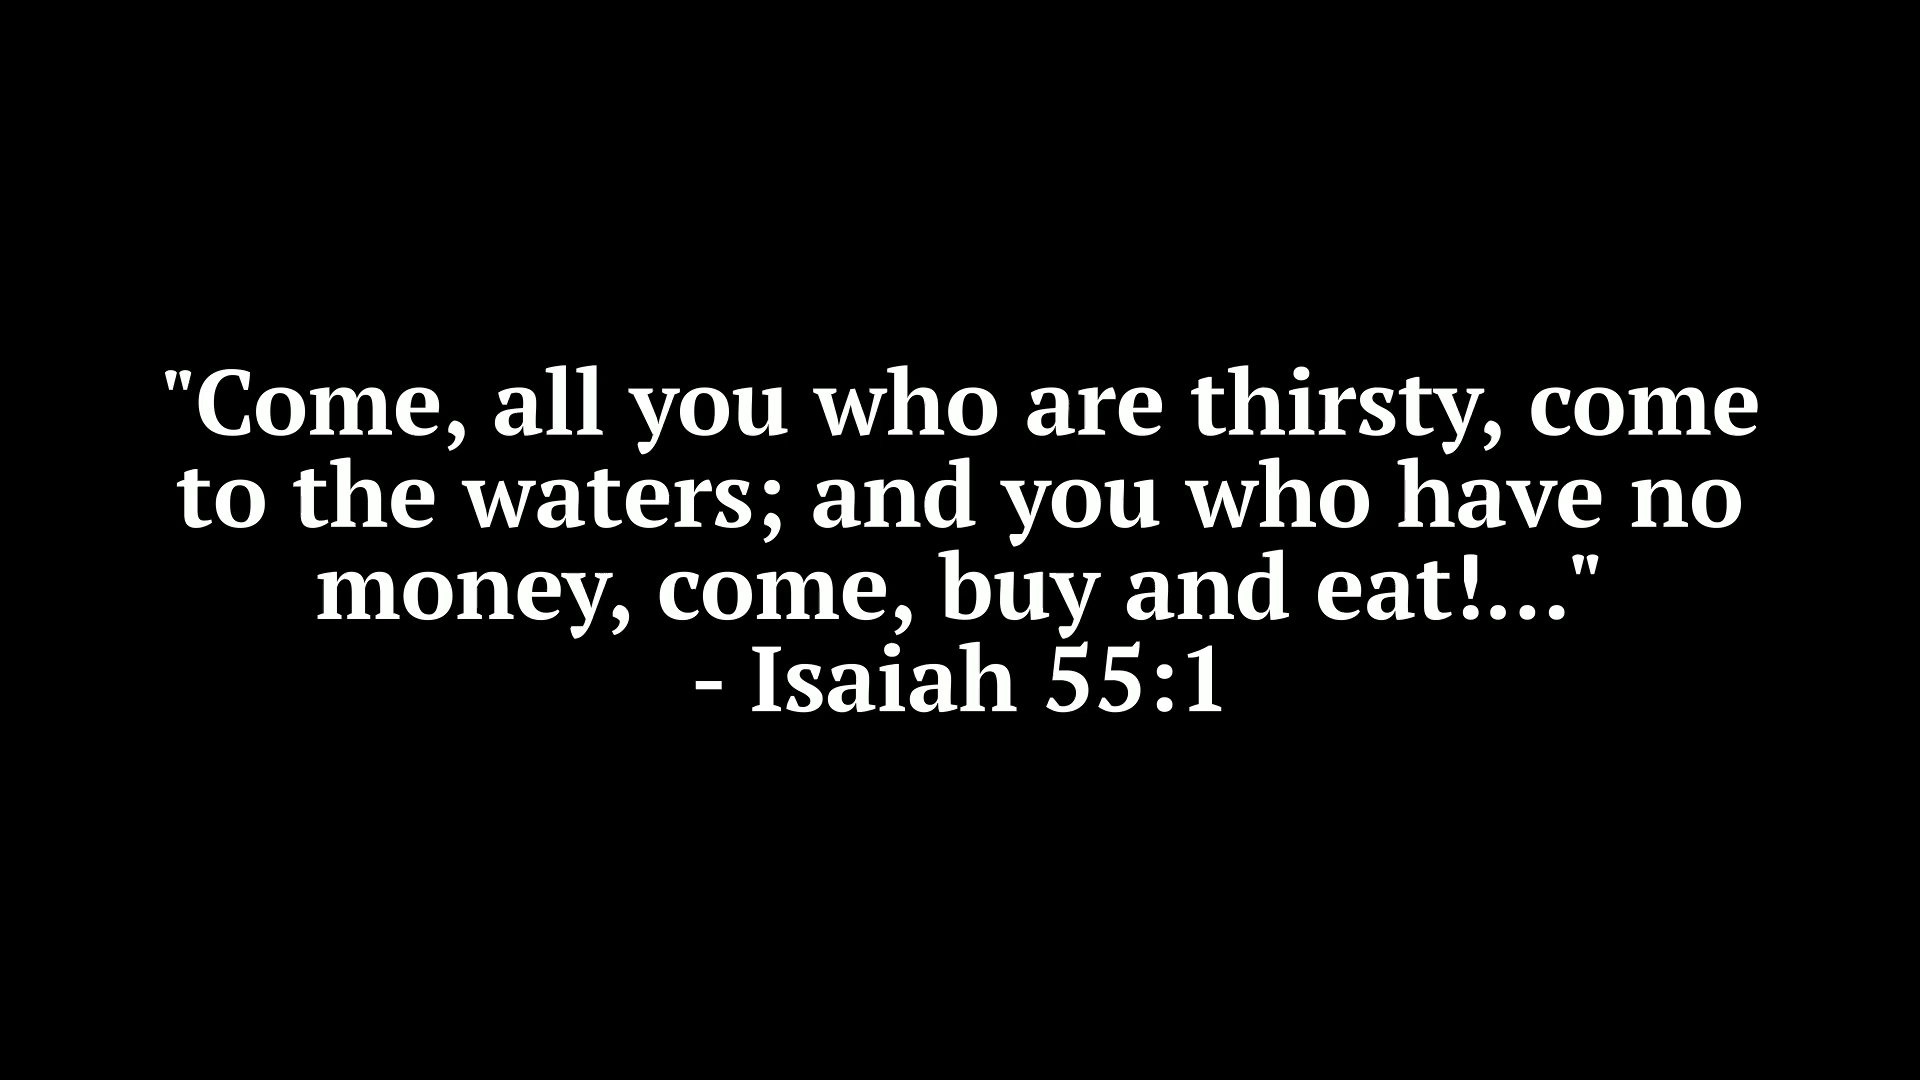 "Come, all you who are thirsty, come
to the waters; and you who have no
money, come, buy and eat!..."
- Isaiah 55:1